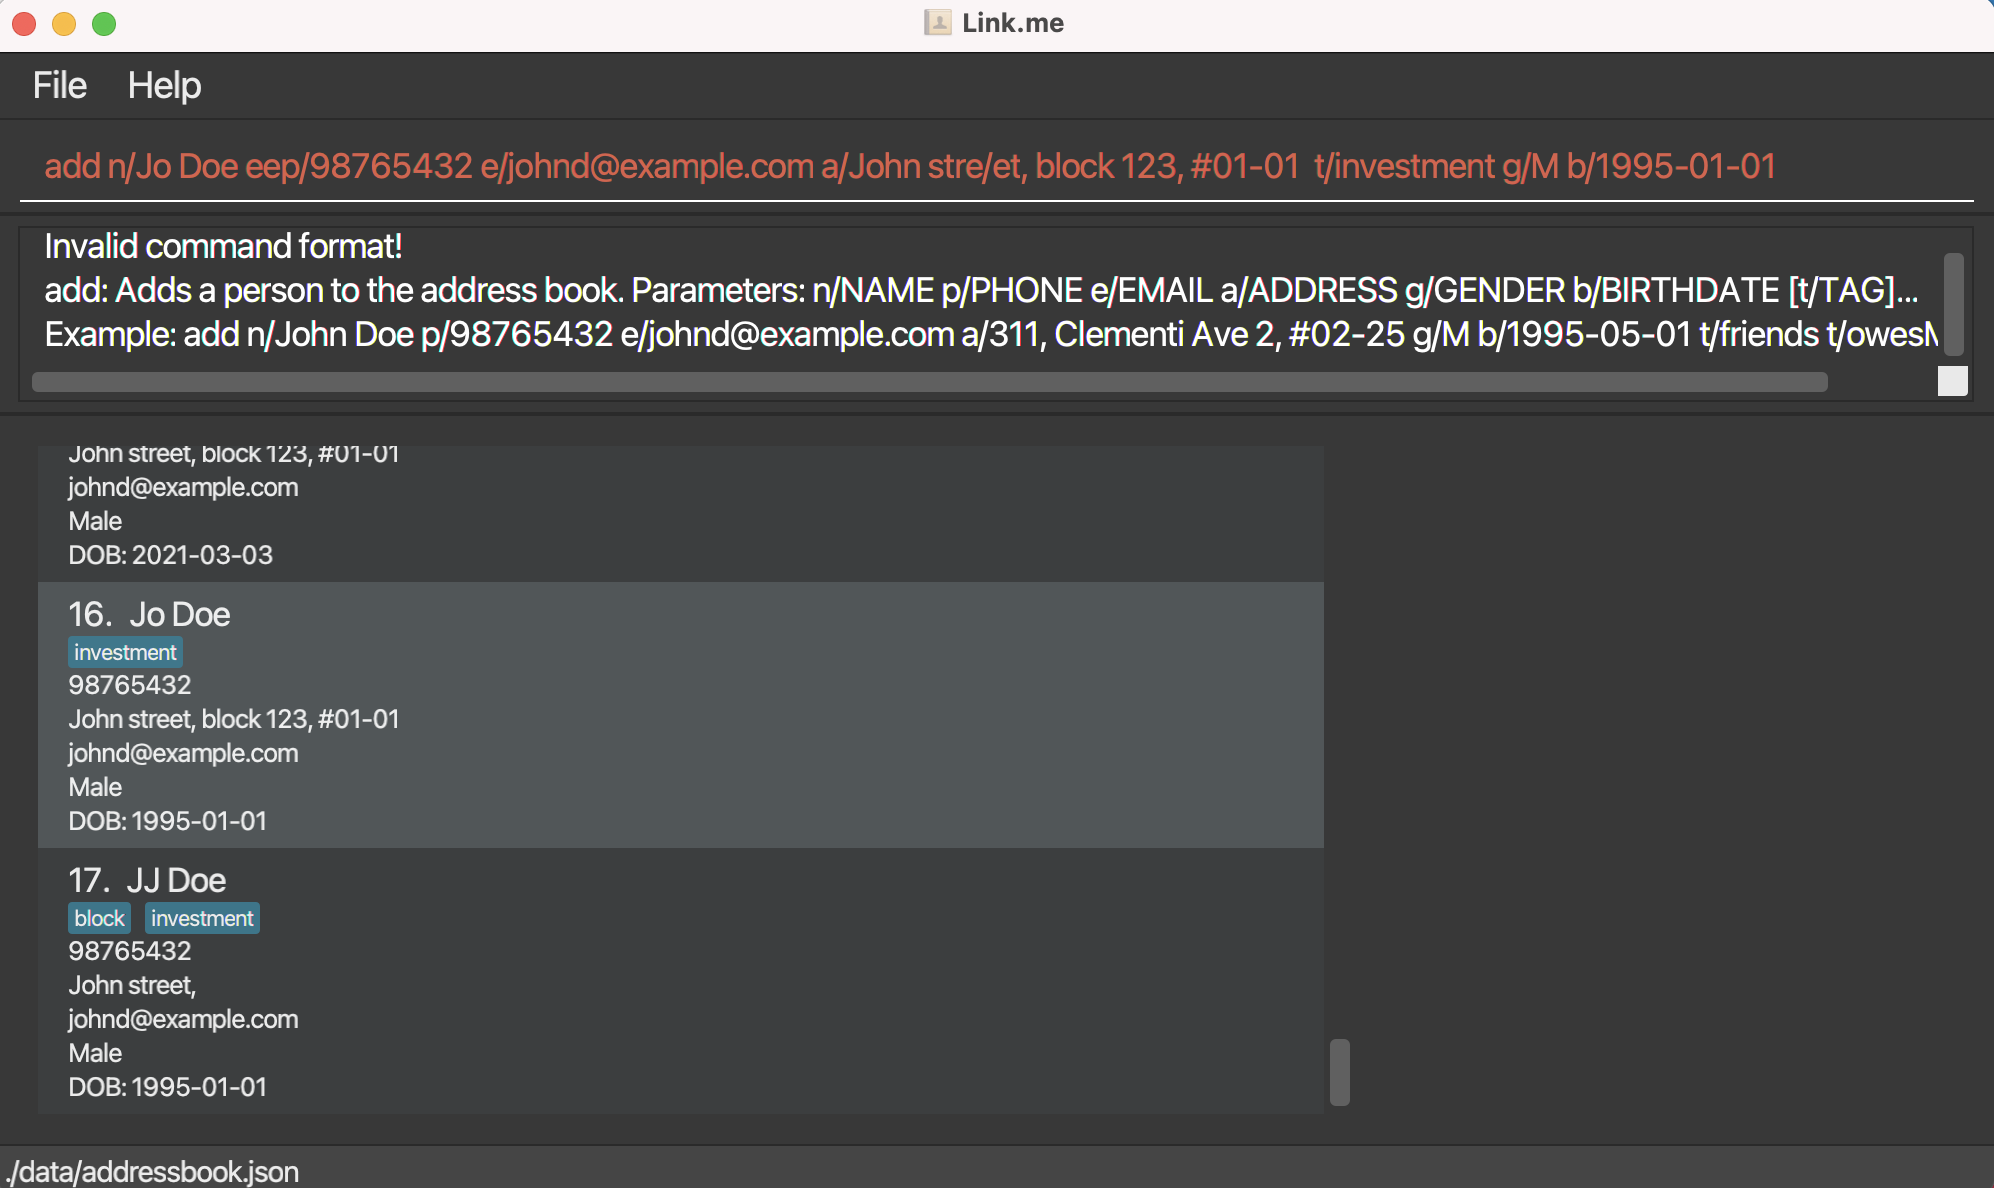 Link.me
File Help
add n/Jo Doe eep/98765432 e/johnd@example.com a/John stre/et, block 123, #01-01  t/investment g/M b/1995-01-01
Invalid command format!
add: Adds a person to the address book. Parameters: n/NAME p/PHONE e/EMAIL a/ADDRESS g/GENDER b/BIRTHDATE [t/TAG]...
Example: add n/John Doe p/98765432 e/johnd@example.com a/311, Clementi Ave 2, #02-25 g/M b/1995-05-01 t/friends t/owesM
John street, block 123, #01-01
johnd@example.com
Male
DOB: 2021-03-03
16. Jo Doe
investment
98765432
John street, block 123, #01-01
johnd@example.com
Male
DOB: 1995-01-01
17. JJ Doe
block investment
98765432
John street,
johnd@example.com
Male
DOB: 1995-01-01
./data/addressbook.json